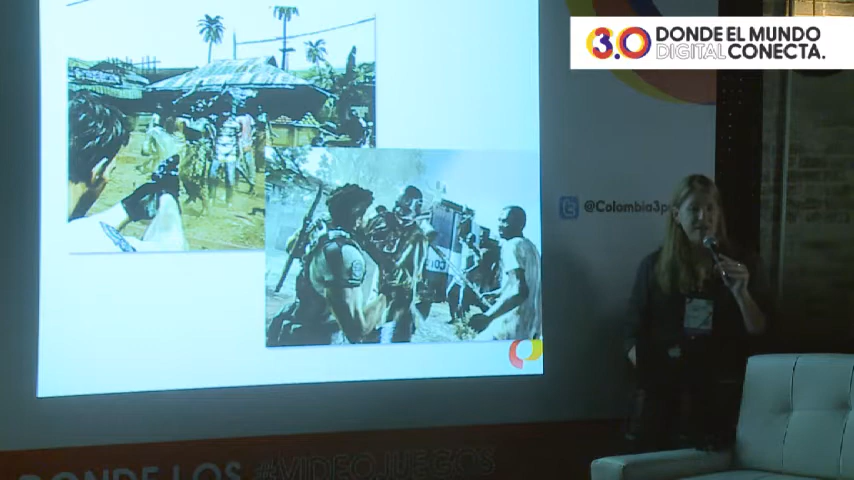 3.0
DONDE EL MUNDO
DIGITAL CONECTA.
@Colombia3p
DONDE LOS #VIDEOJUEGOS